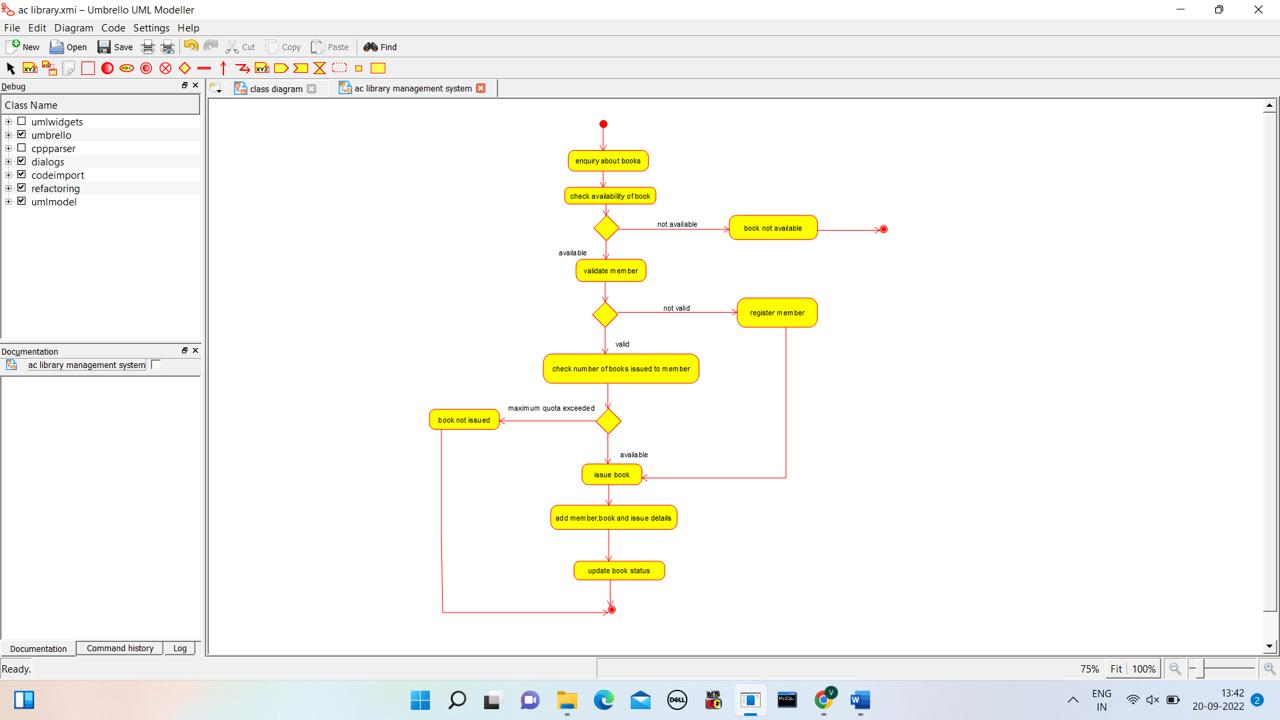 ac library.xmi – Umbrello UML Modeller
File Edit Diagram Code Settings Help
New Open Save Cut Copy Paste Find
Debug
Class Name
umlwidgets
umbrello
cppparser
dialogs
codeimport
refactoring
umlmodel
Documentation
ac library management system
Documentation Command history Log
class diagram ac library management system
enquiry about books
check availability of book
not available
book not available
available
validate member
not valid
register member
valid
check number of books issued to member
maximum quota exceeded
book not issued
available
issue book
add member,book and issue details
update book status
Ready.
75% Fit 100%
DELL
MySQL
V
W
ENG
IN
13:42
20-09-2022
2